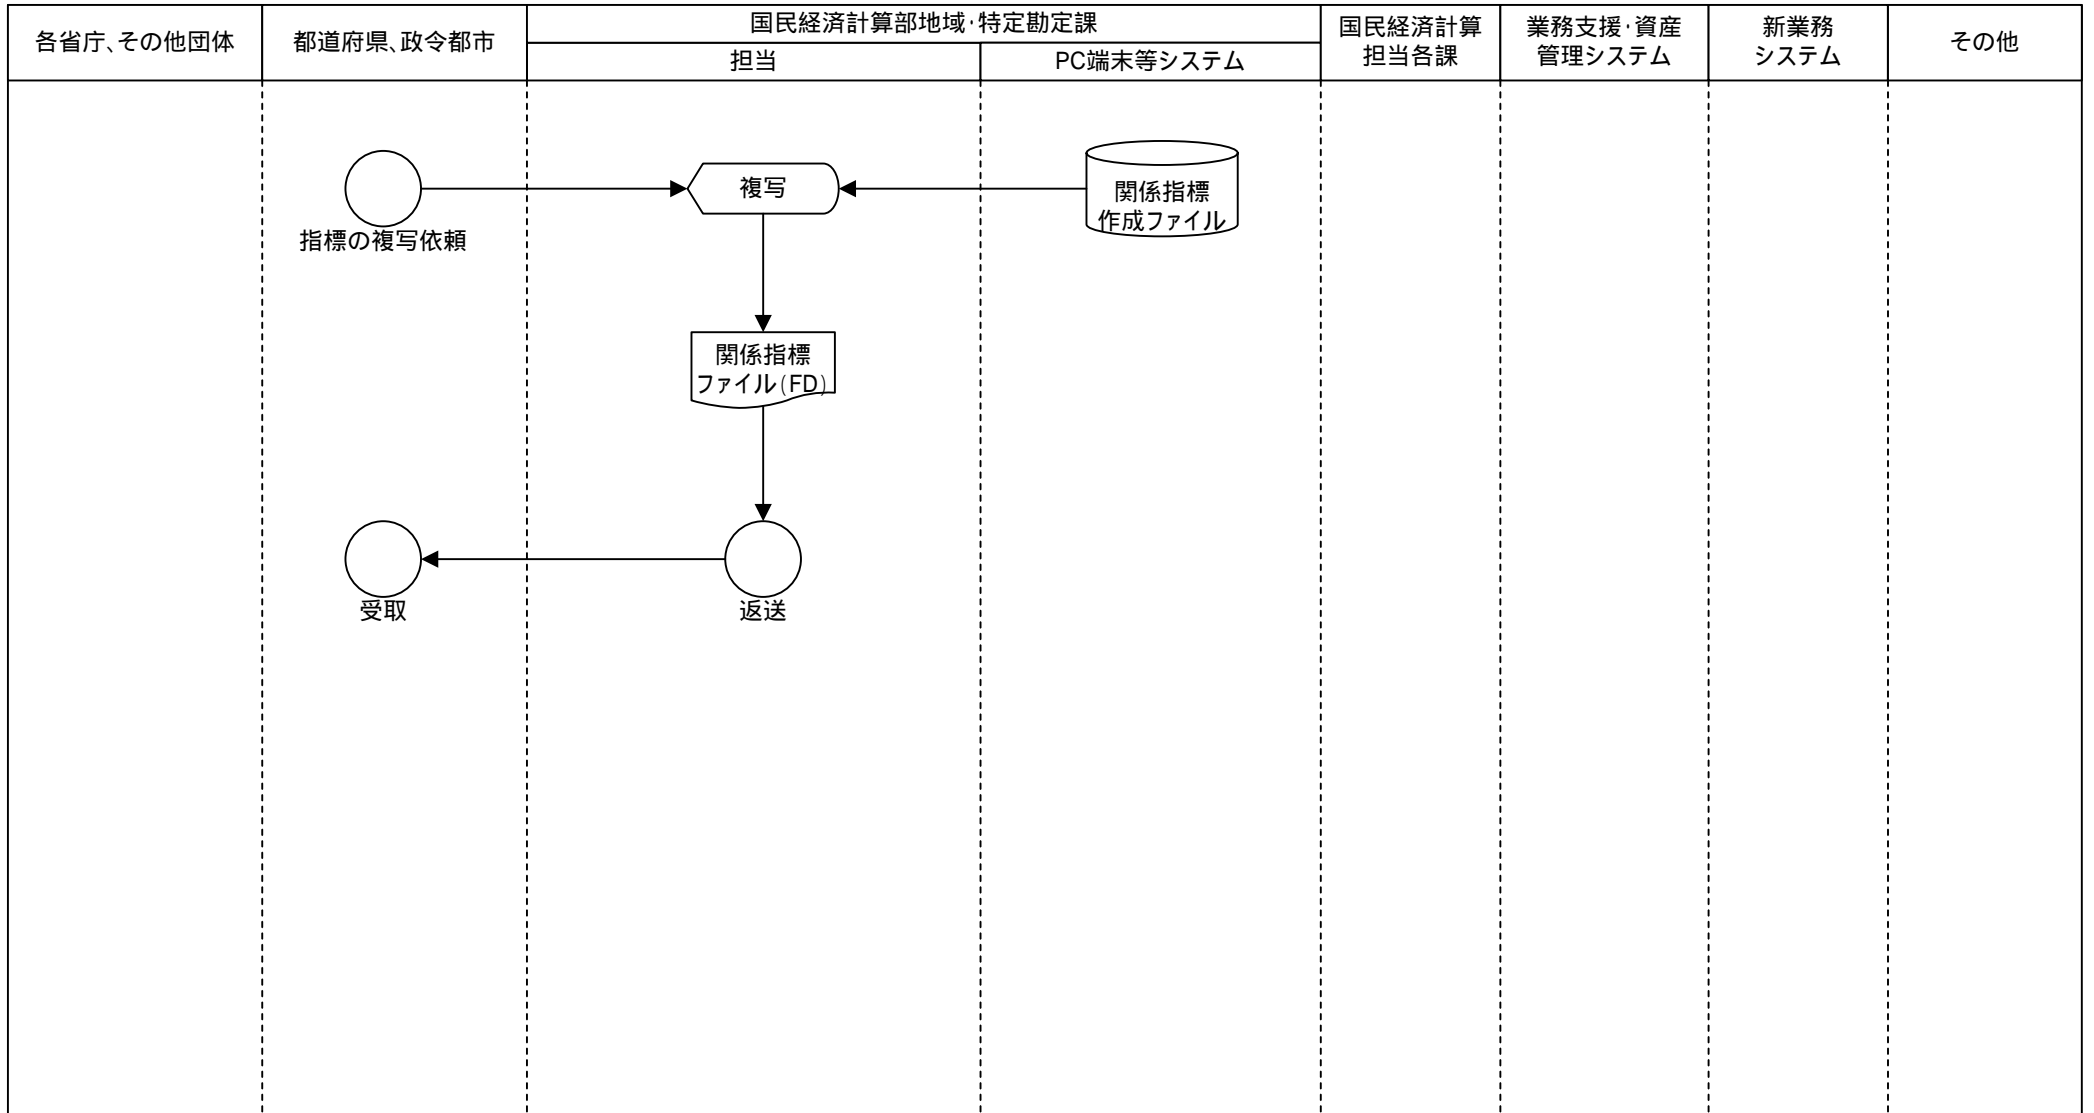 各省庁、その他団体
都道府県、政令都市
国民経済計算部地域・特定勘定課
担当
PC端末等システム
国民経済計算
担当各課
業務支援・資産
管理システム
新業務
システム
その他
指標の複写依頼
複写
関係指標
作成ファイル
関係指標
ファイル(FD)
受取
返送